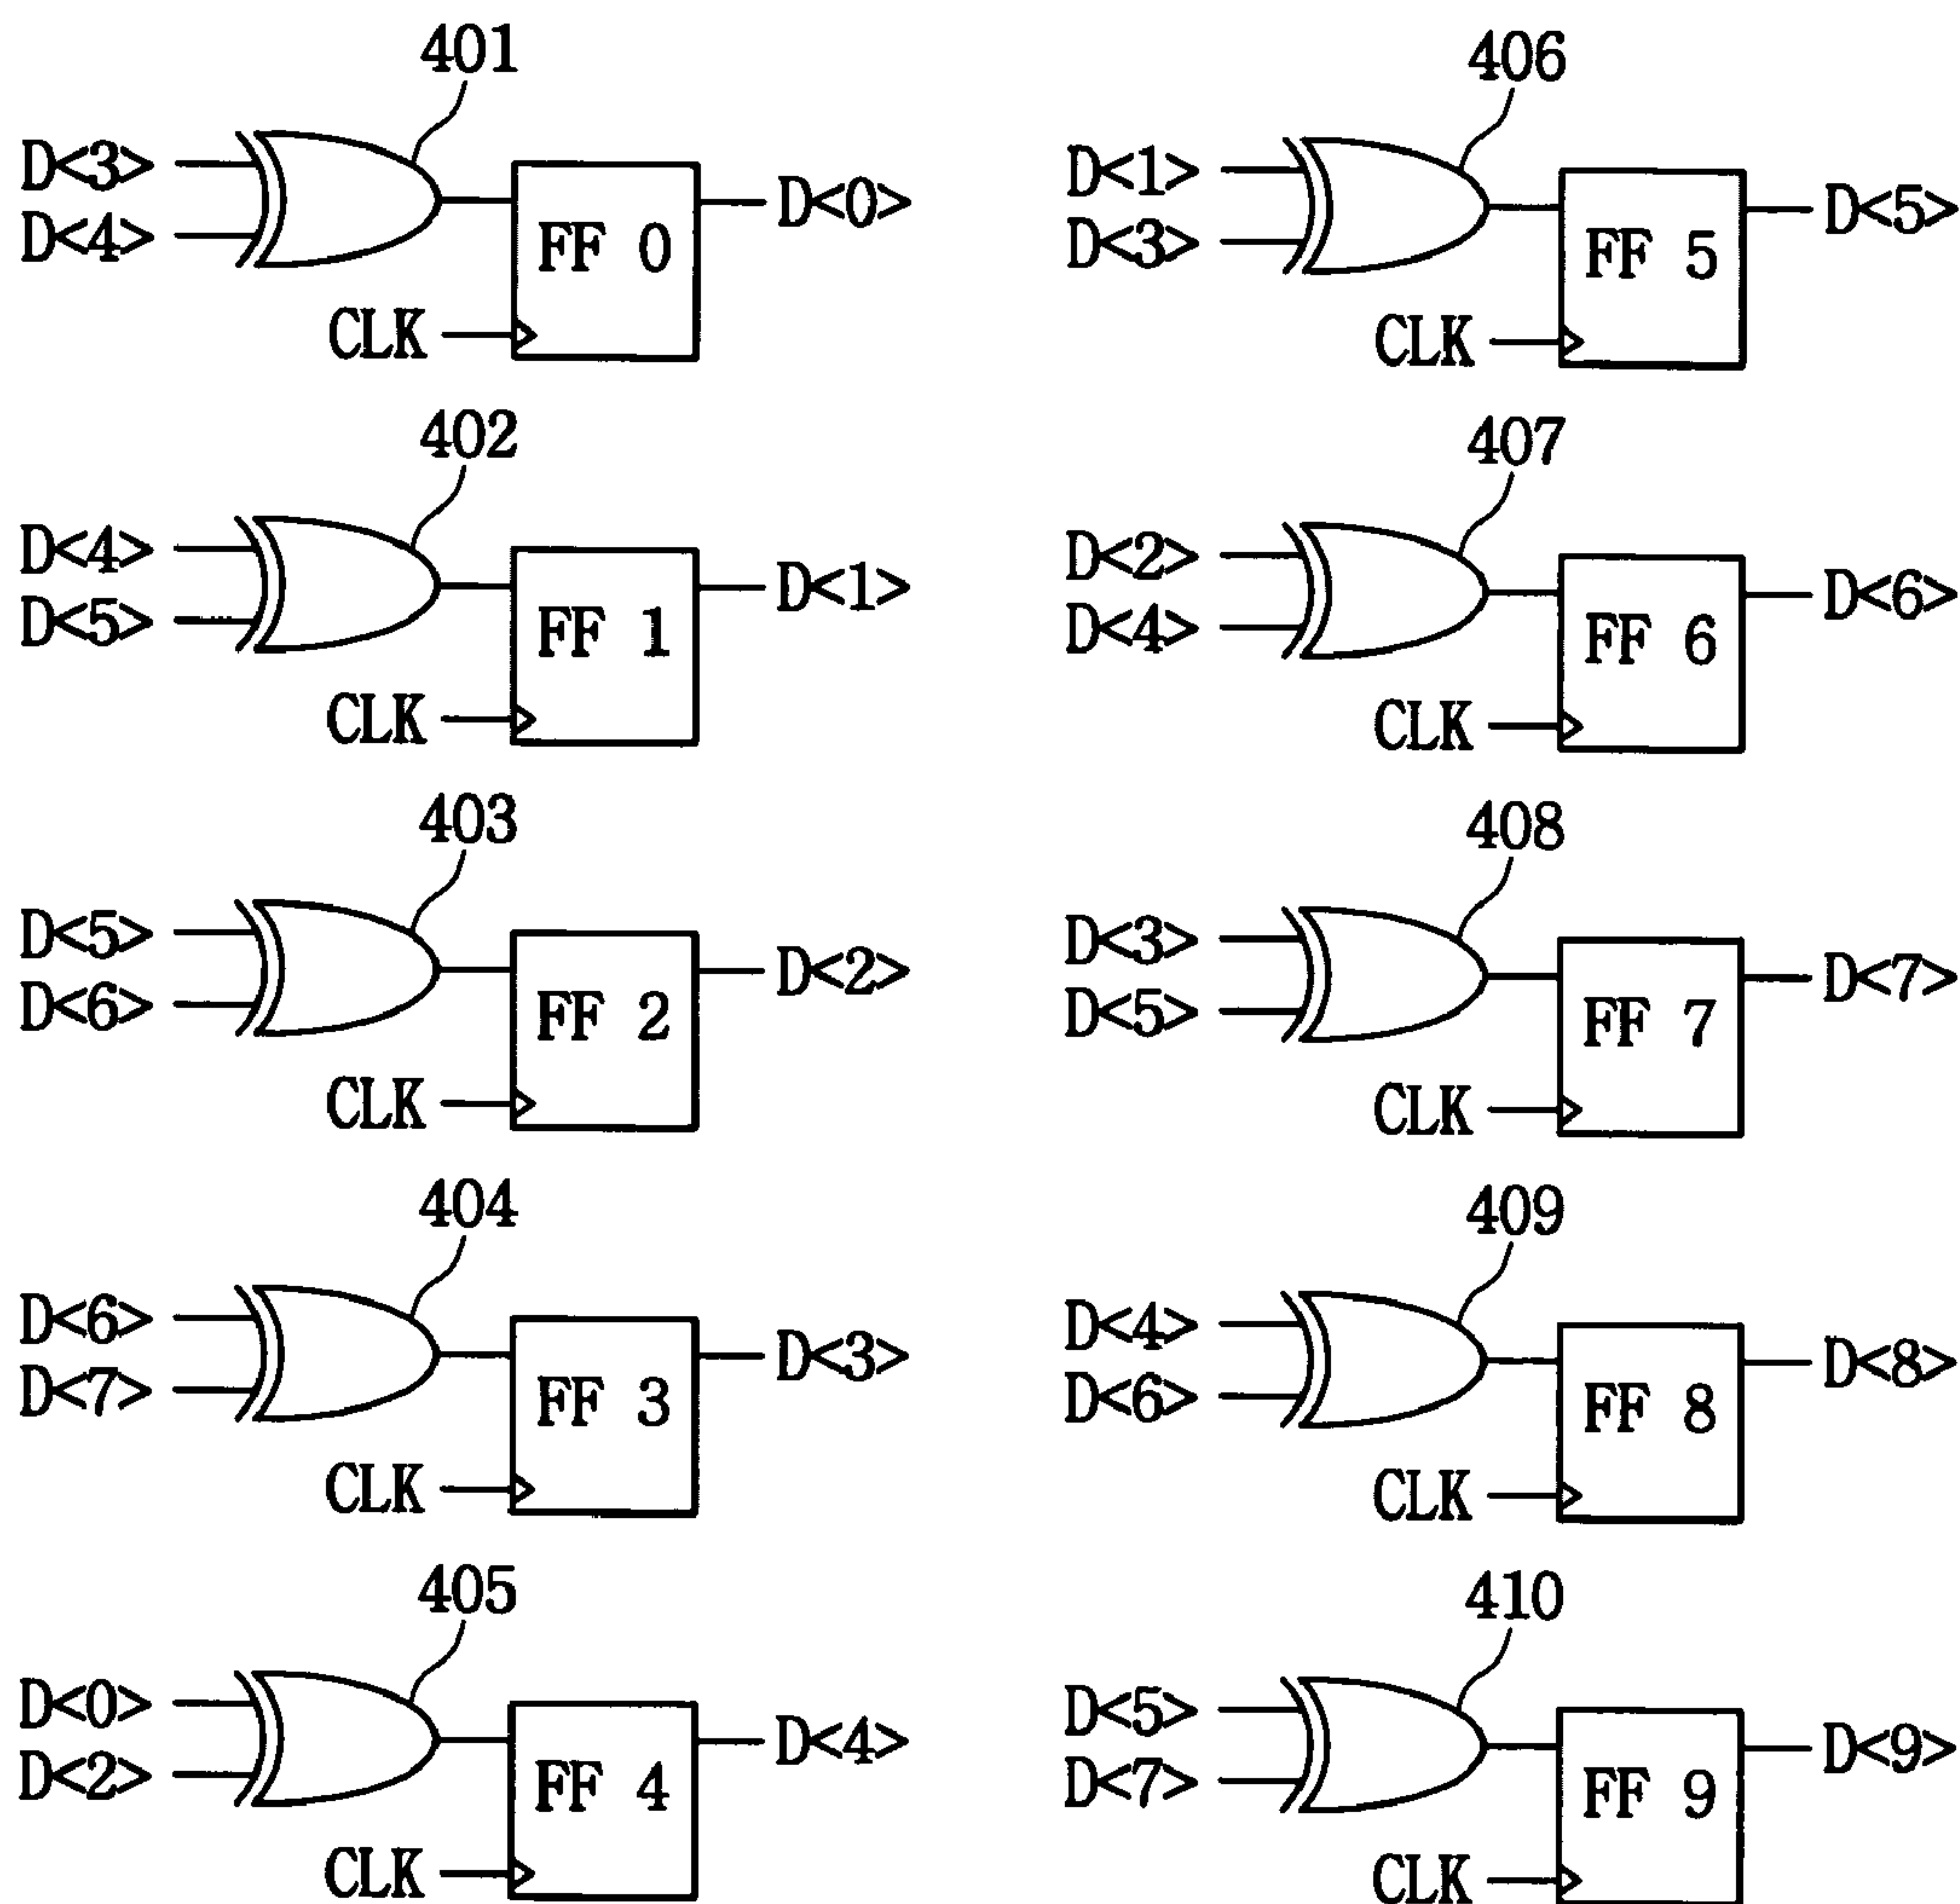 401
D<3>
D<4>
FF 0
D<0>
CLK
402
D<4>
D<5>
FF 1
D<1>
CLK
403
D<5>
D<6>
FF 2
D<2>
CLK
404
D<6>
D<7>
FF 3
D<3>
CLK
405
D<0>
D<2>
FF 4
D<4>
CLK
406
D<1>
D<3>
FF 5
D<5>
CLK
407
D<2>
D<4>
FF 6
D<6>
CLK
408
D<3>
D<5>
FF 7
D<7>
CLK
409
D<4>
D<6>
FF 8
D<8>
CLK
410
D<5>
D<7>
FF 9
D<9>
CLK